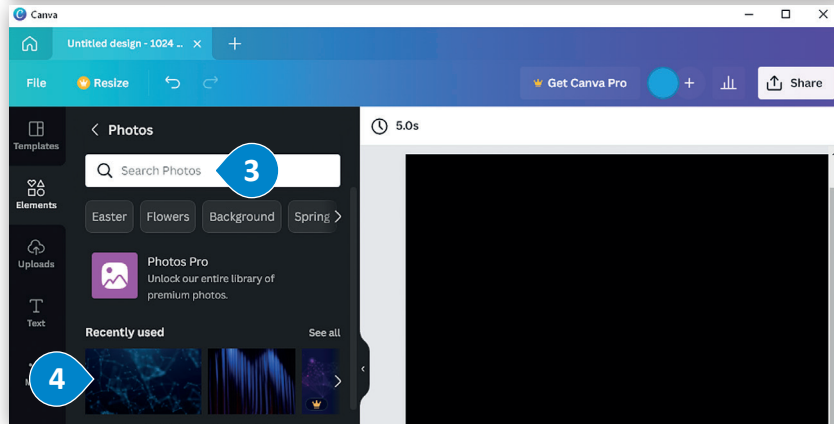 Canva
Untitled design - 1024 ...
File
Resize
Get Canva Pro
Share
Templates
Photos
5.0s
Search Photos
3
Elements
Easter Flowers Background Spring
Uploads
Photos Pro
Unlock our entire library of
premium photos.
Text
Recently used
See all
4